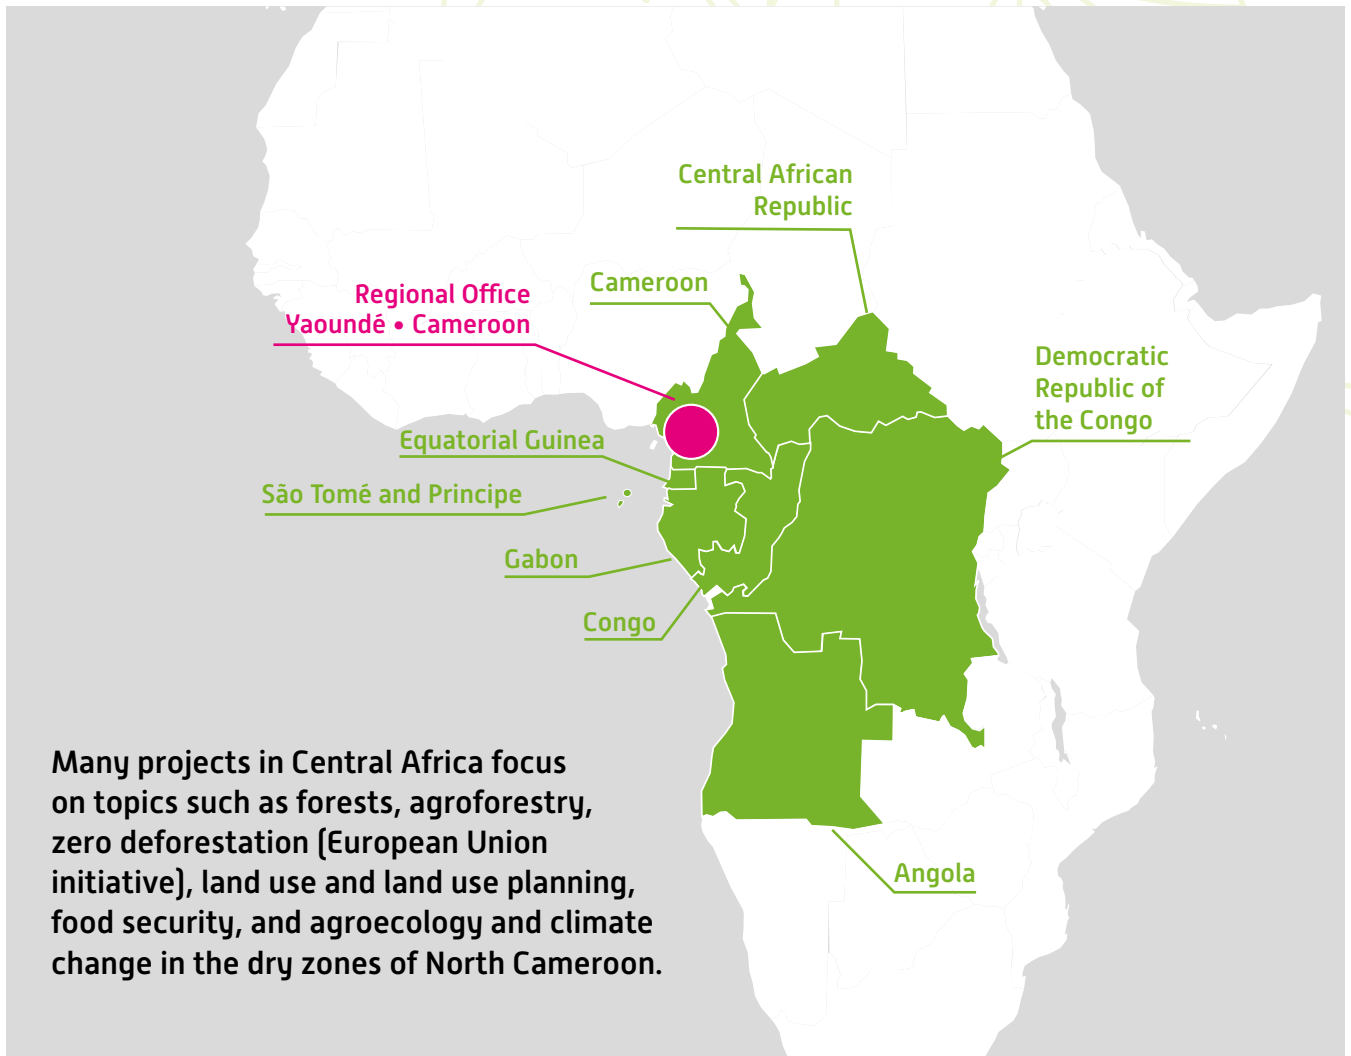 Central African
Republic
Cameroon
Regional Office
Yaoundé • Cameroon
Democratic
Republic of
the Congo
Equatorial Guinea
São Tomé and Principe
Gabon
Congo
Many projects in Central Africa focus
on topics such as forests, agroforestry,
zero deforestation (European Union
initiative), land use and land use planning,
food security, and agroecology and climate
change in the dry zones of North Cameroon.
Angola